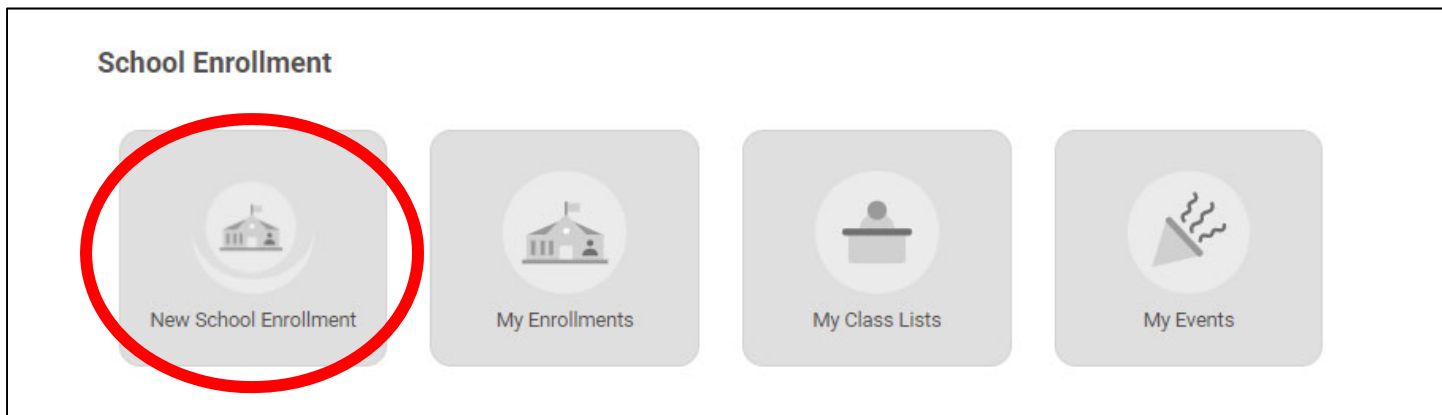 School Enrollment
New School Enrollment
My Enrollments
My Class Lists
My Events